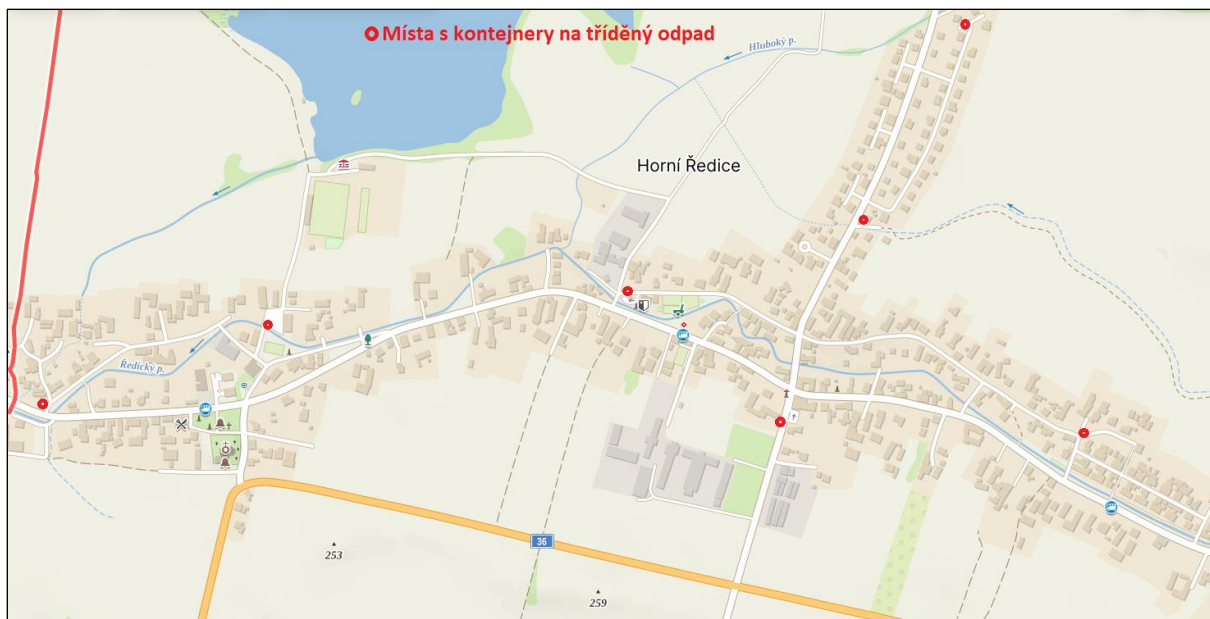 Místa s kontejnery na tříděný odpad
Hluboký p.
Horní Ředice
Ředický p.
36
253
259